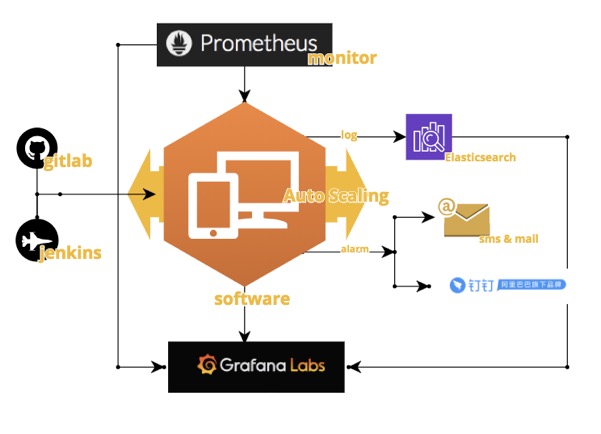 Prometheus
monitor
log
gitlab
Elasticsearch
Auto Scaling
@
sms & mail
jenkins
alarm
钉钉 阿里巴巴旗下品牌
software
Grafana Labs